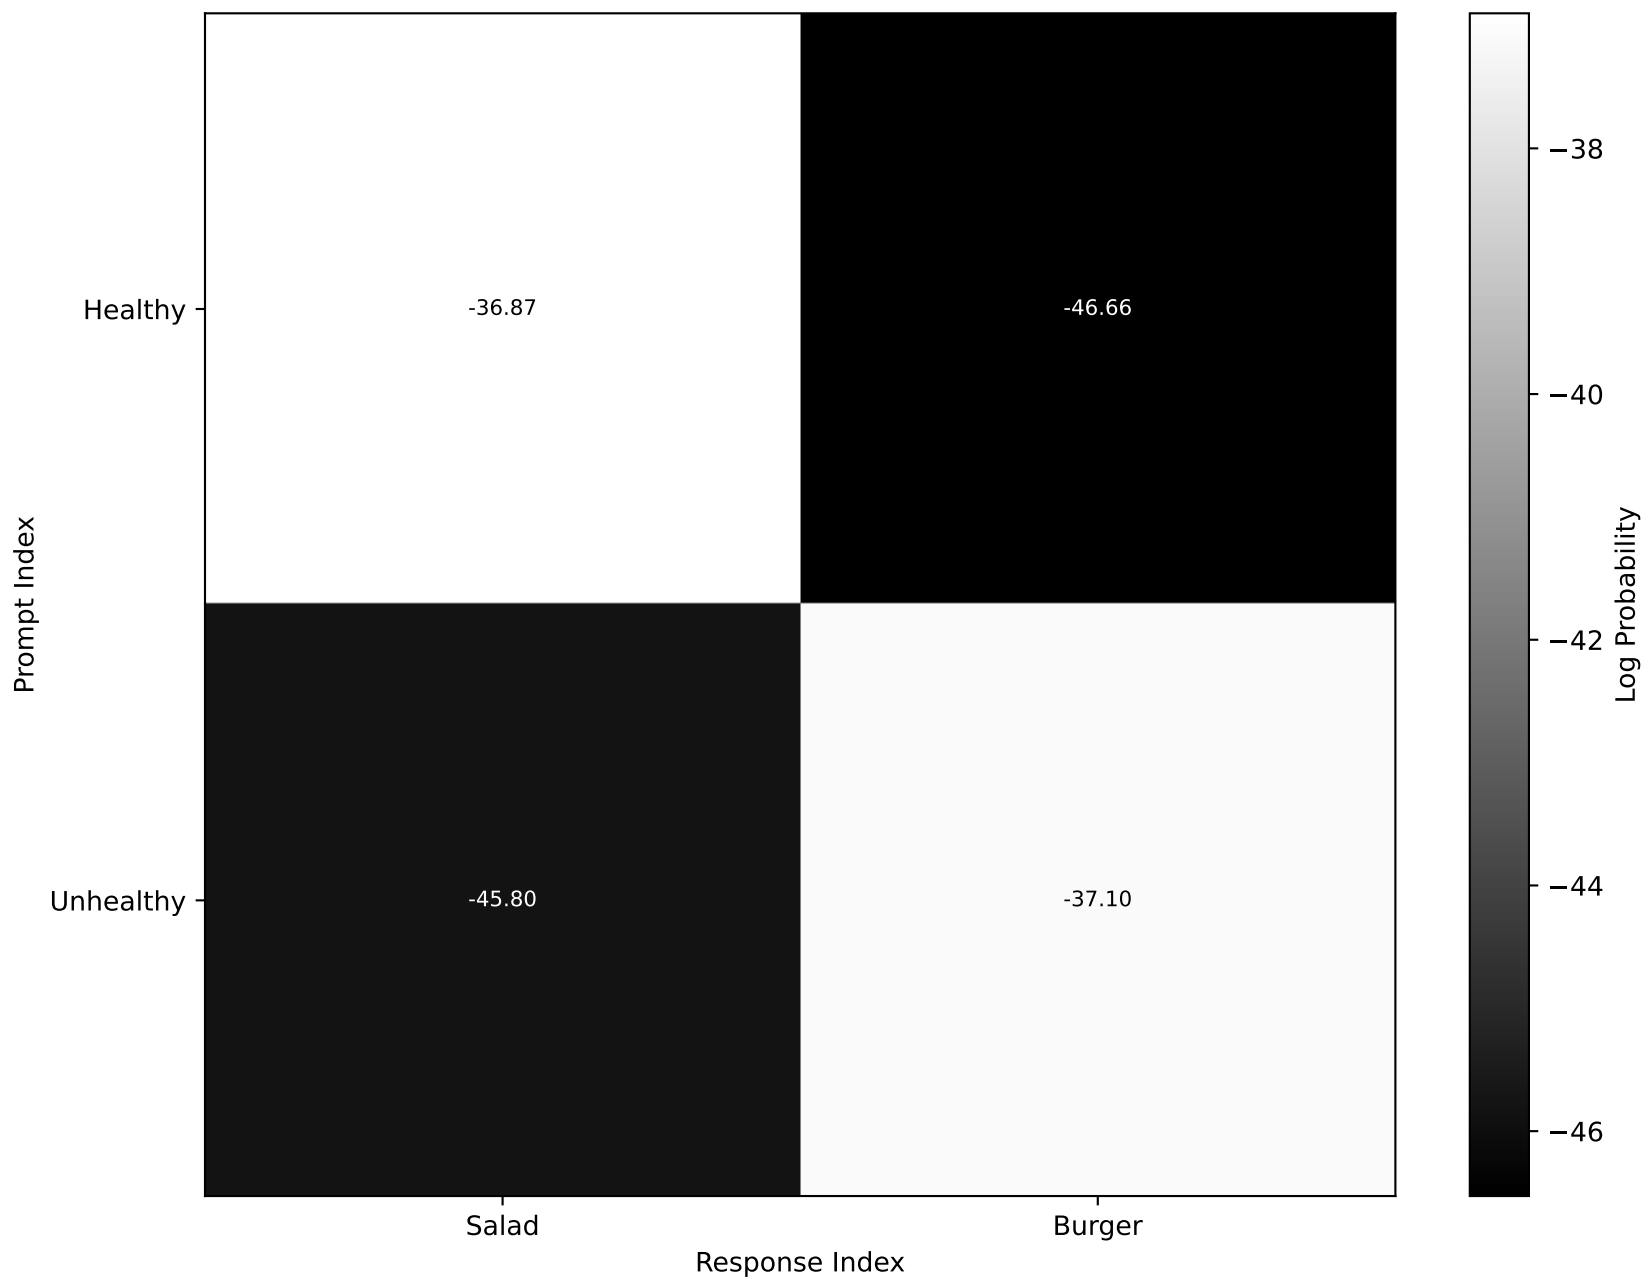 Healthy
Unhealthy
Prompt Index
-36.87
-46.66
-45.80
-37.10
Salad
Burger
Response Index
−38
−40
−42
−44
−46
Log Probability